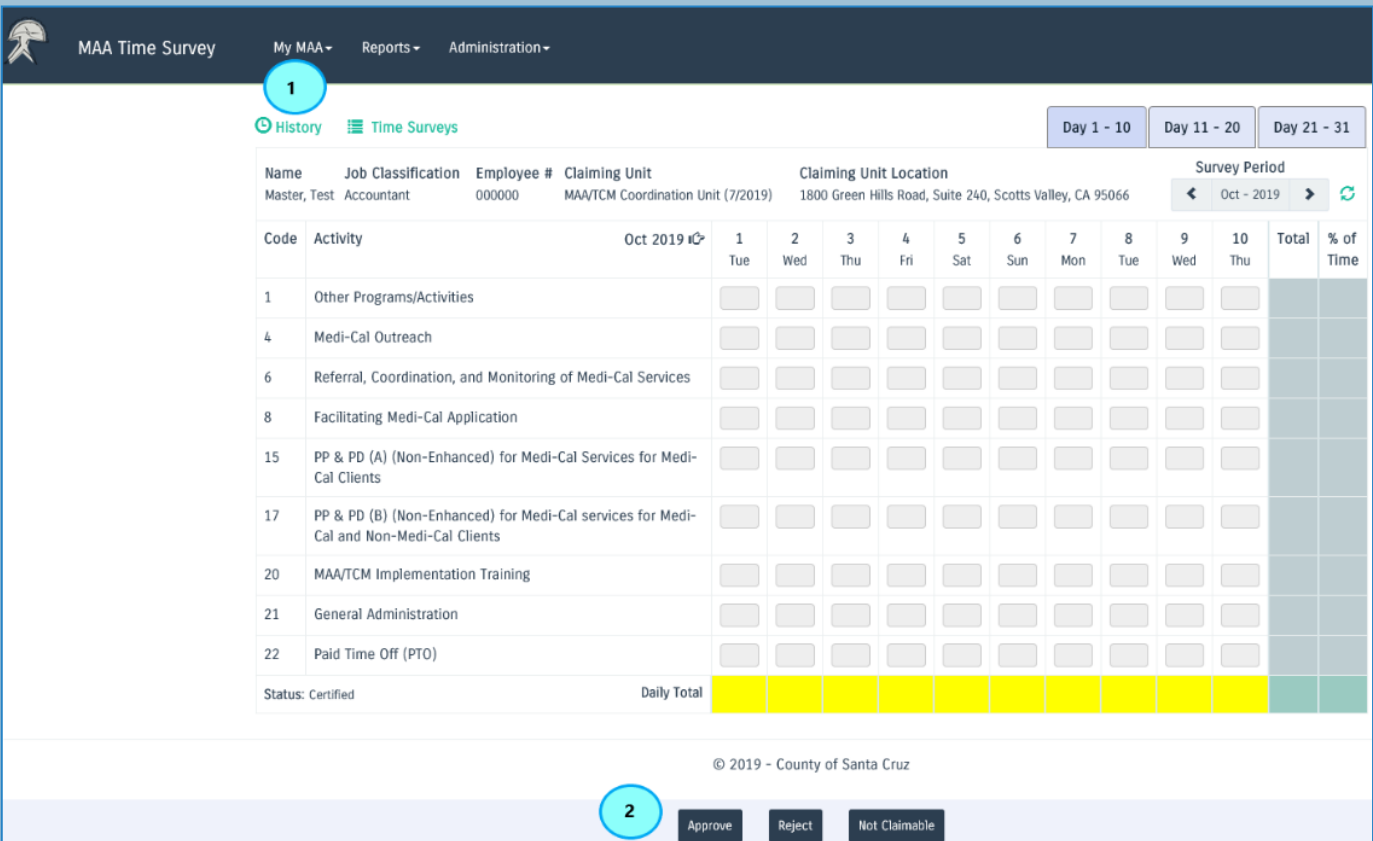 MAA Time Survey My MAA Reports Administration
1
History Time Surveys Day 1 - 10 Day 11 - 20 Day 21 - 31
Name Job Classification Employee # Claiming Unit Claiming Unit Location Survey Period
Master, Test Accountant 000000 MAA/TCM Coordination Unit (7/2019) 1800 Green Hills Road, Suite 240, Scotts Valley, CA 95066 Oct - 2019
Code Activity Oct 2019 1 2 3 4 5 6 7 8 9 10 Total % of
Tue Wed Thu Fri Sat Sun Mon Tue Wed Thu Time
1 Other Programs/Activities
4 Medi-Cal Outreach
6 Referral, Coordination, and Monitoring of Medi-Cal Services
8 Facilitating Medi-Cal Application
15 PP & PD (A) (Non-Enhanced) for Medi-Cal Services for Medi-
Cal Clients
17 PP & PD (B) (Non-Enhanced) for Medi-Cal services for Medi-
Cal and Non-Medi-Cal Clients
20 MAA/TCM Implementation Training
21 General Administration
22 Paid Time Off (PTO)
Status: Certified Daily Total
© 2019 - County of Santa Cruz
2
Approve Reject Not Claimable